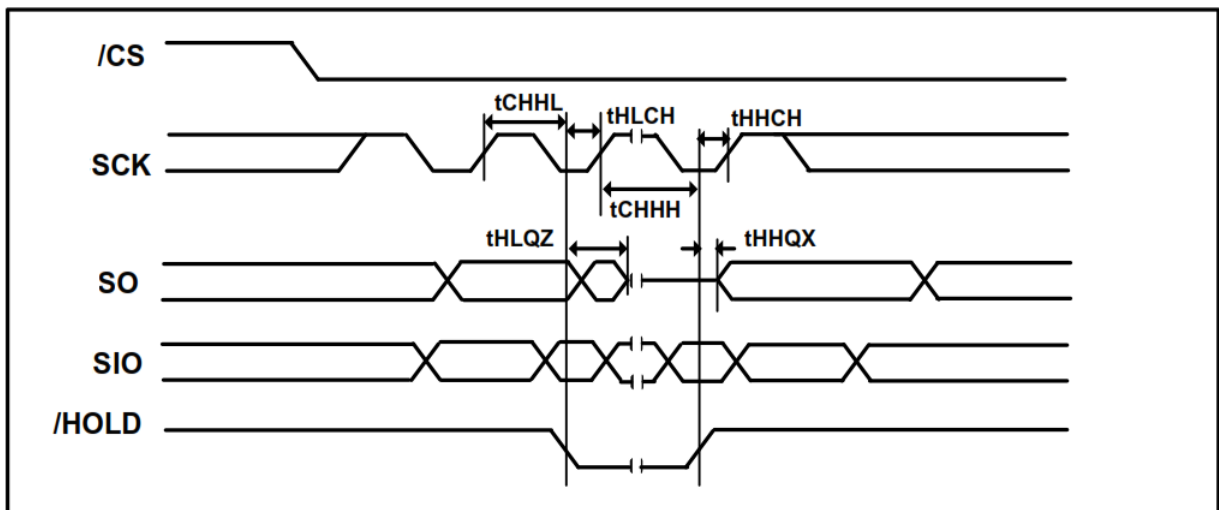 /CS
tCHHL
tHLCH
tHHCH
SCK
tCHHH
tHLQZ
tHHQX
SO
SIO
/HOLD